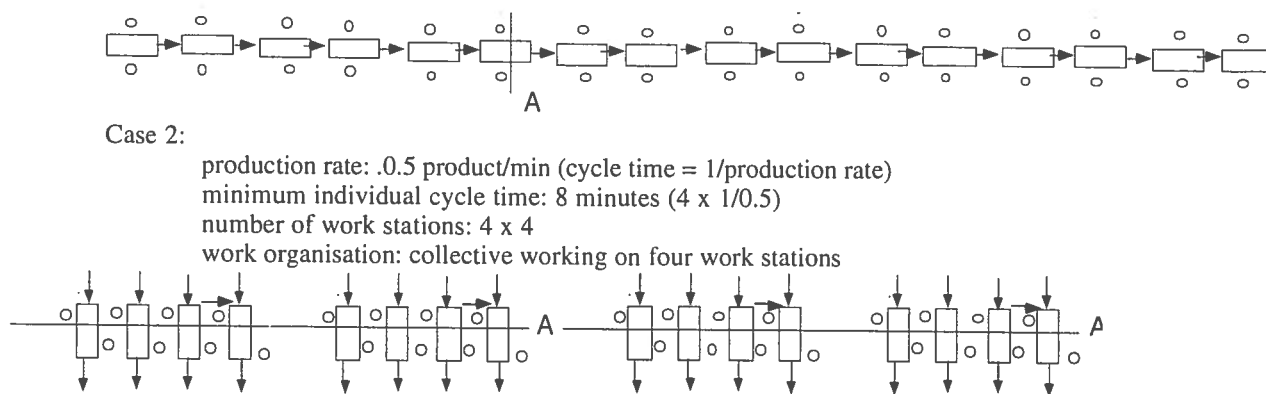 A
Case 2:
production rate: .0.5 product/min (cycle time = 1/production rate)
minimum individual cycle time: 8 minutes (4 x 1/0.5)
number of work stations: 4 x 4
work organisation: collective working on four work stations
A
A